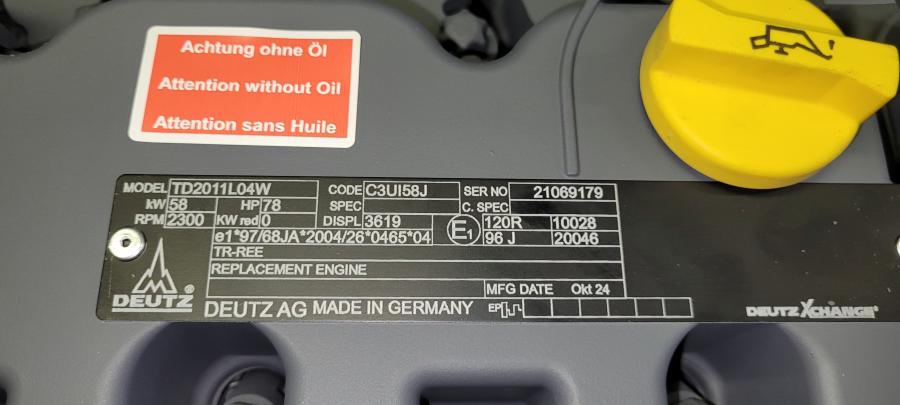 Achtung ohne Öl
Attention without Oil
Attention sans Huile
MODEL TD2011L04W CODE C3UI58J SER NO 21069179
kW 58 HP 78 SPEC C. SPEC
RPM 2300 KW red 0 DISPL 3619 E1 120R 10028
e1*97/68JA*2004/26*0465*04 96 J 20046
TR-REE
REPLACEMENT ENGINE
MFG DATE Okt 24
DEUTZ DEUTZ AG MADE IN GERMANY EP DEUTZ XCHANGE